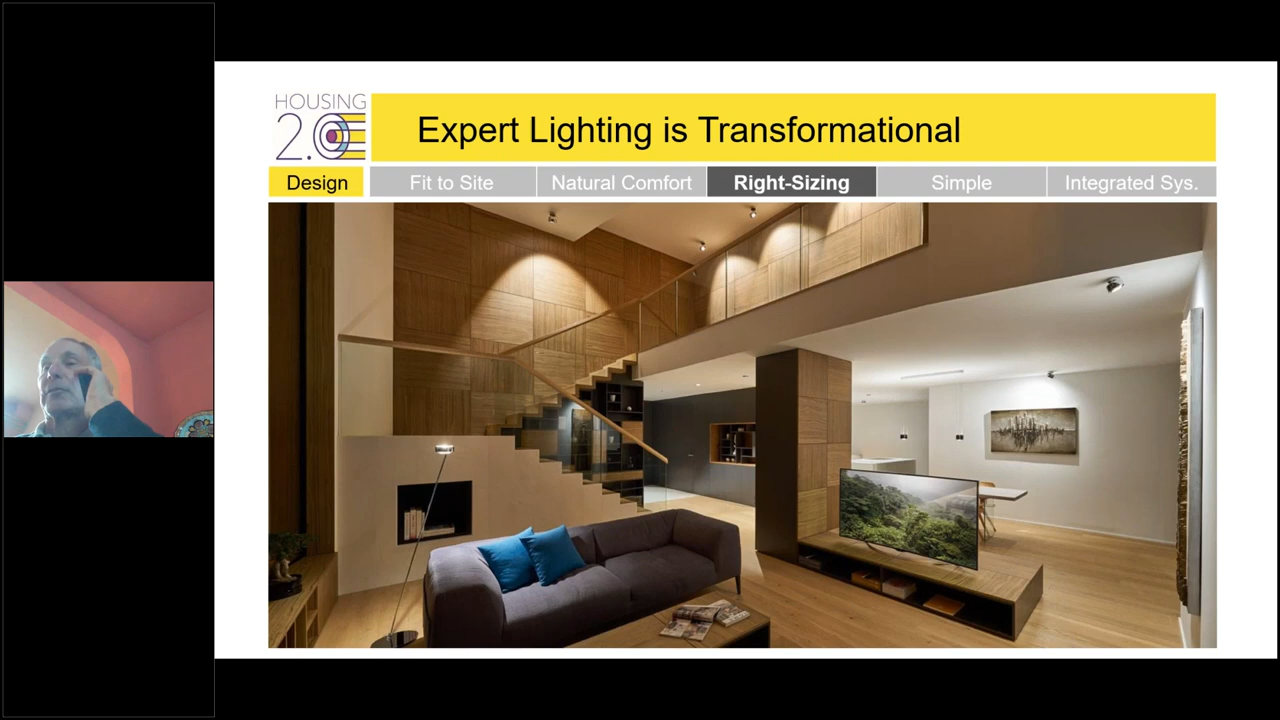 HOUSING
2.0
Expert Lighting is Transformational
Design
Fit to Site
Natural Comfort
Right-Sizing
Simple
Integrated Sys.